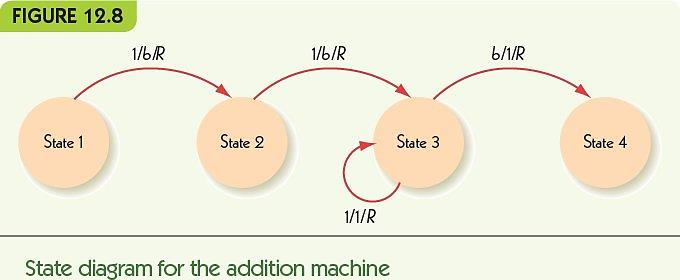 FIGURE 12.8
1/b/R
1/b/R
b/1/R
State 1
State 2
State 3
State 4
1/1/R
State diagram for the addition machine